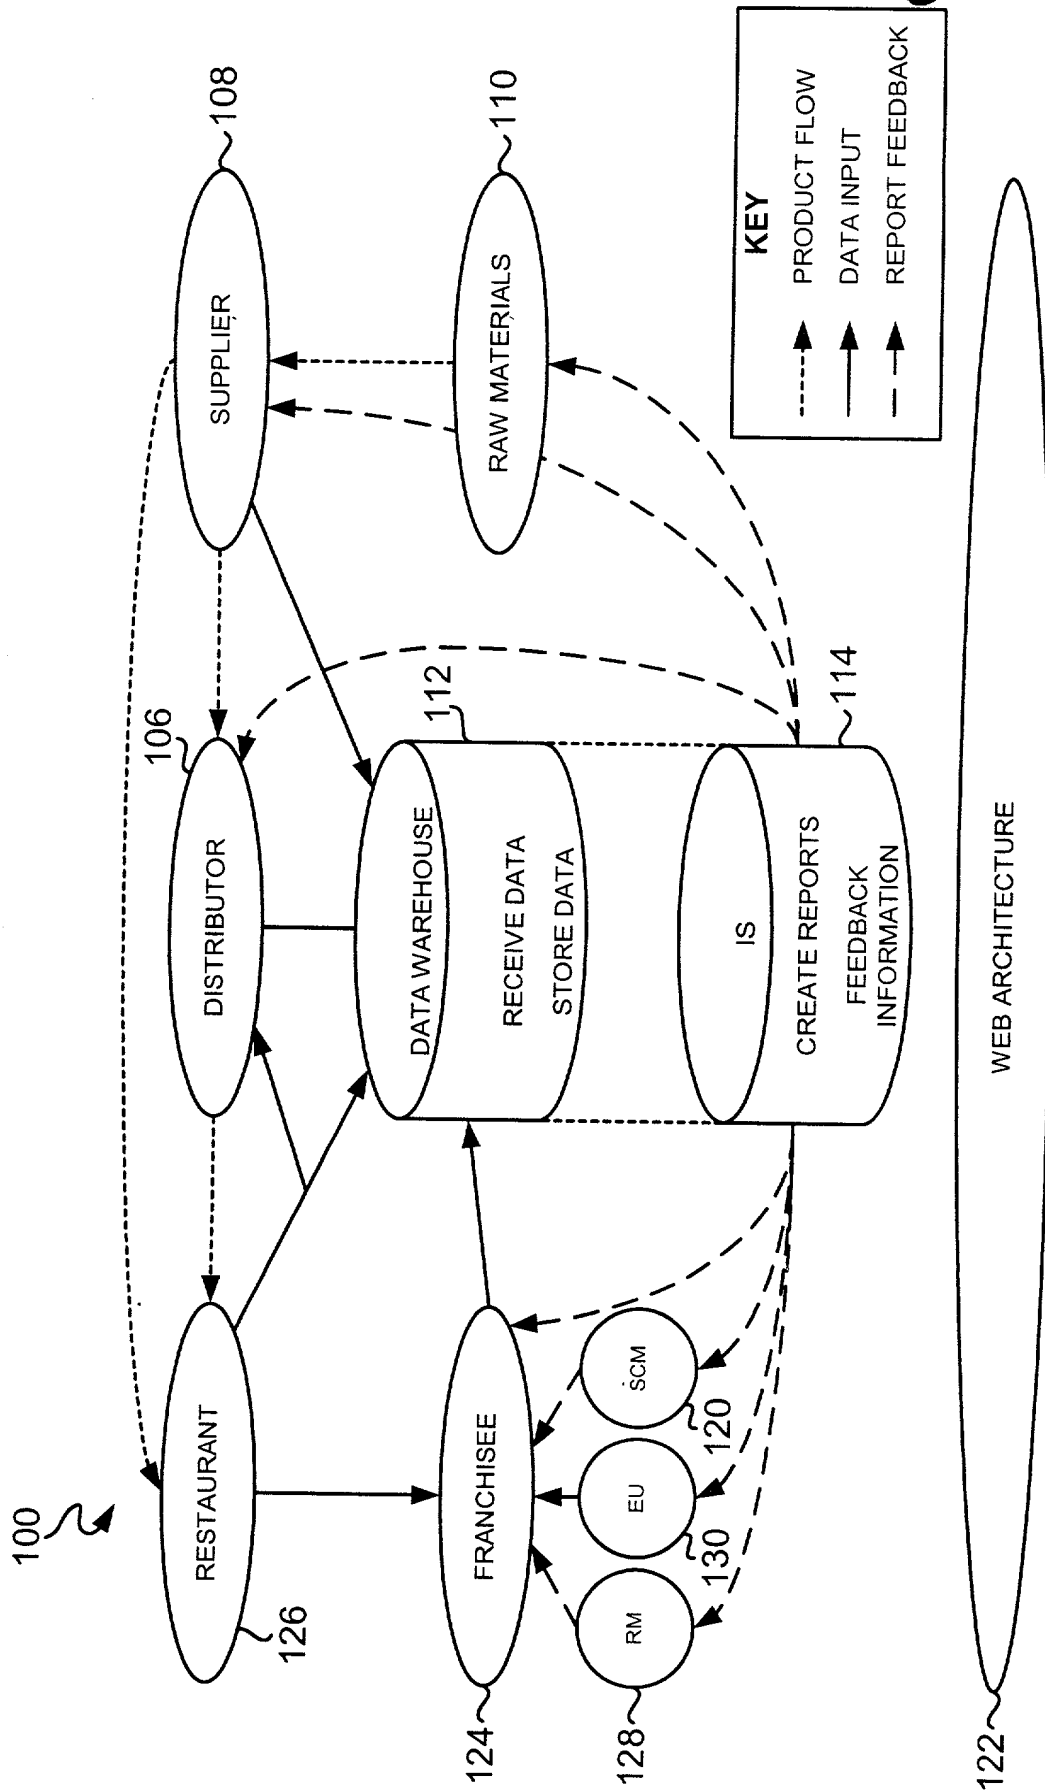 100
RESTAURANT
126
DISTRIBUTOR
106
SUPPLIER
108
FRANCHISEE
124
RM
128
EU
130
SCM
120
DATA WAREHOUSE
RECEIVE DATA
STORE DATA
112
RAW MATERIALS
110
IS
CREATE REPORTS
FEEDBACK
INFORMATION
114
KEY
PRODUCT FLOW
DATA INPUT
REPORT FEEDBACK
WEB ARCHITECTURE
122